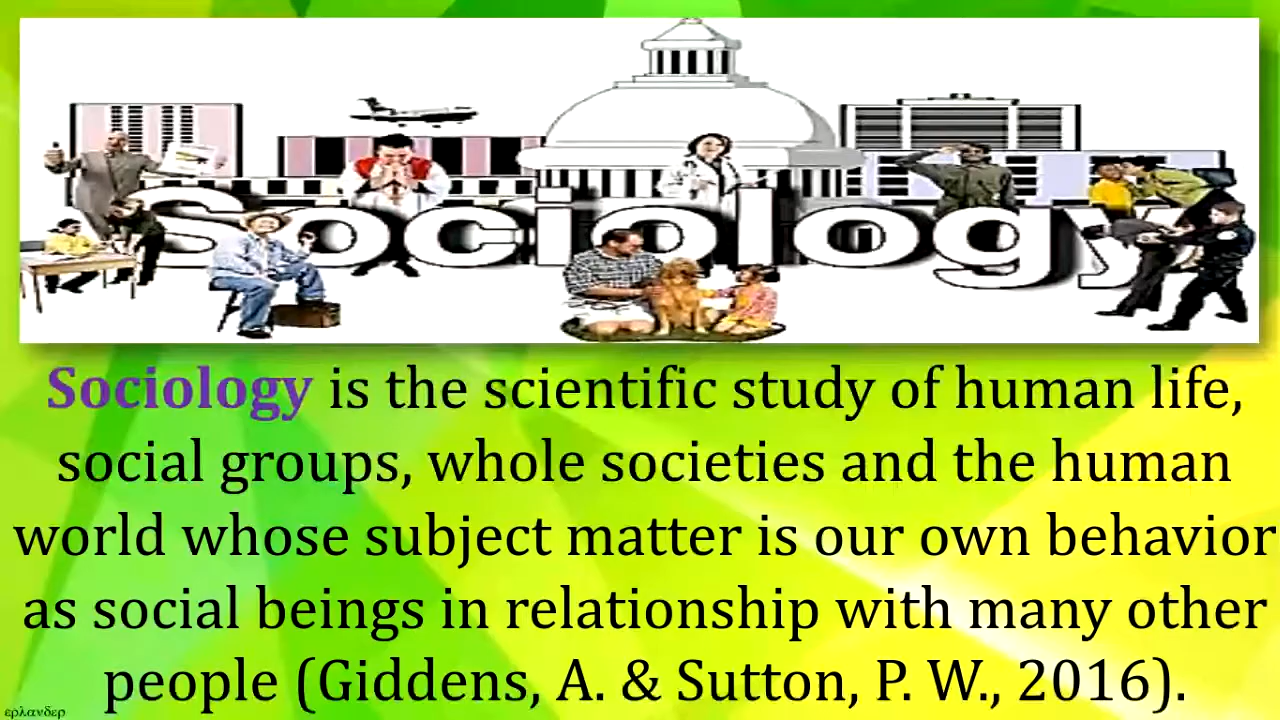 Sociology
Sociology is the scientific study of human life,
social groups, whole societies and the human
world whose subject matter is our own behavior
as social beings in relationship with many other
people (Giddens, A. & Sutton, P. W., 2016).
ερλανδερ